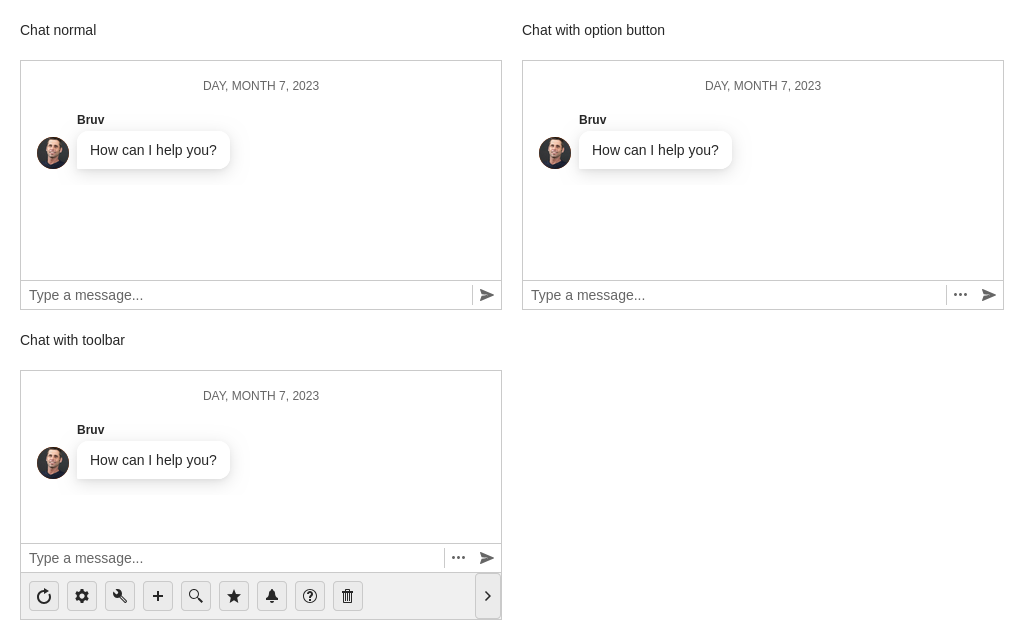 Chat normal
Chat with option button
DAY, MONTH 7, 2023
Bruv
How can I help you?
Type a message...
DAY, MONTH 7, 2023
Bruv
How can I help you?
Type a message...
Chat with toolbar
DAY, MONTH 7, 2023
Bruv
How can I help you?
Type a message...